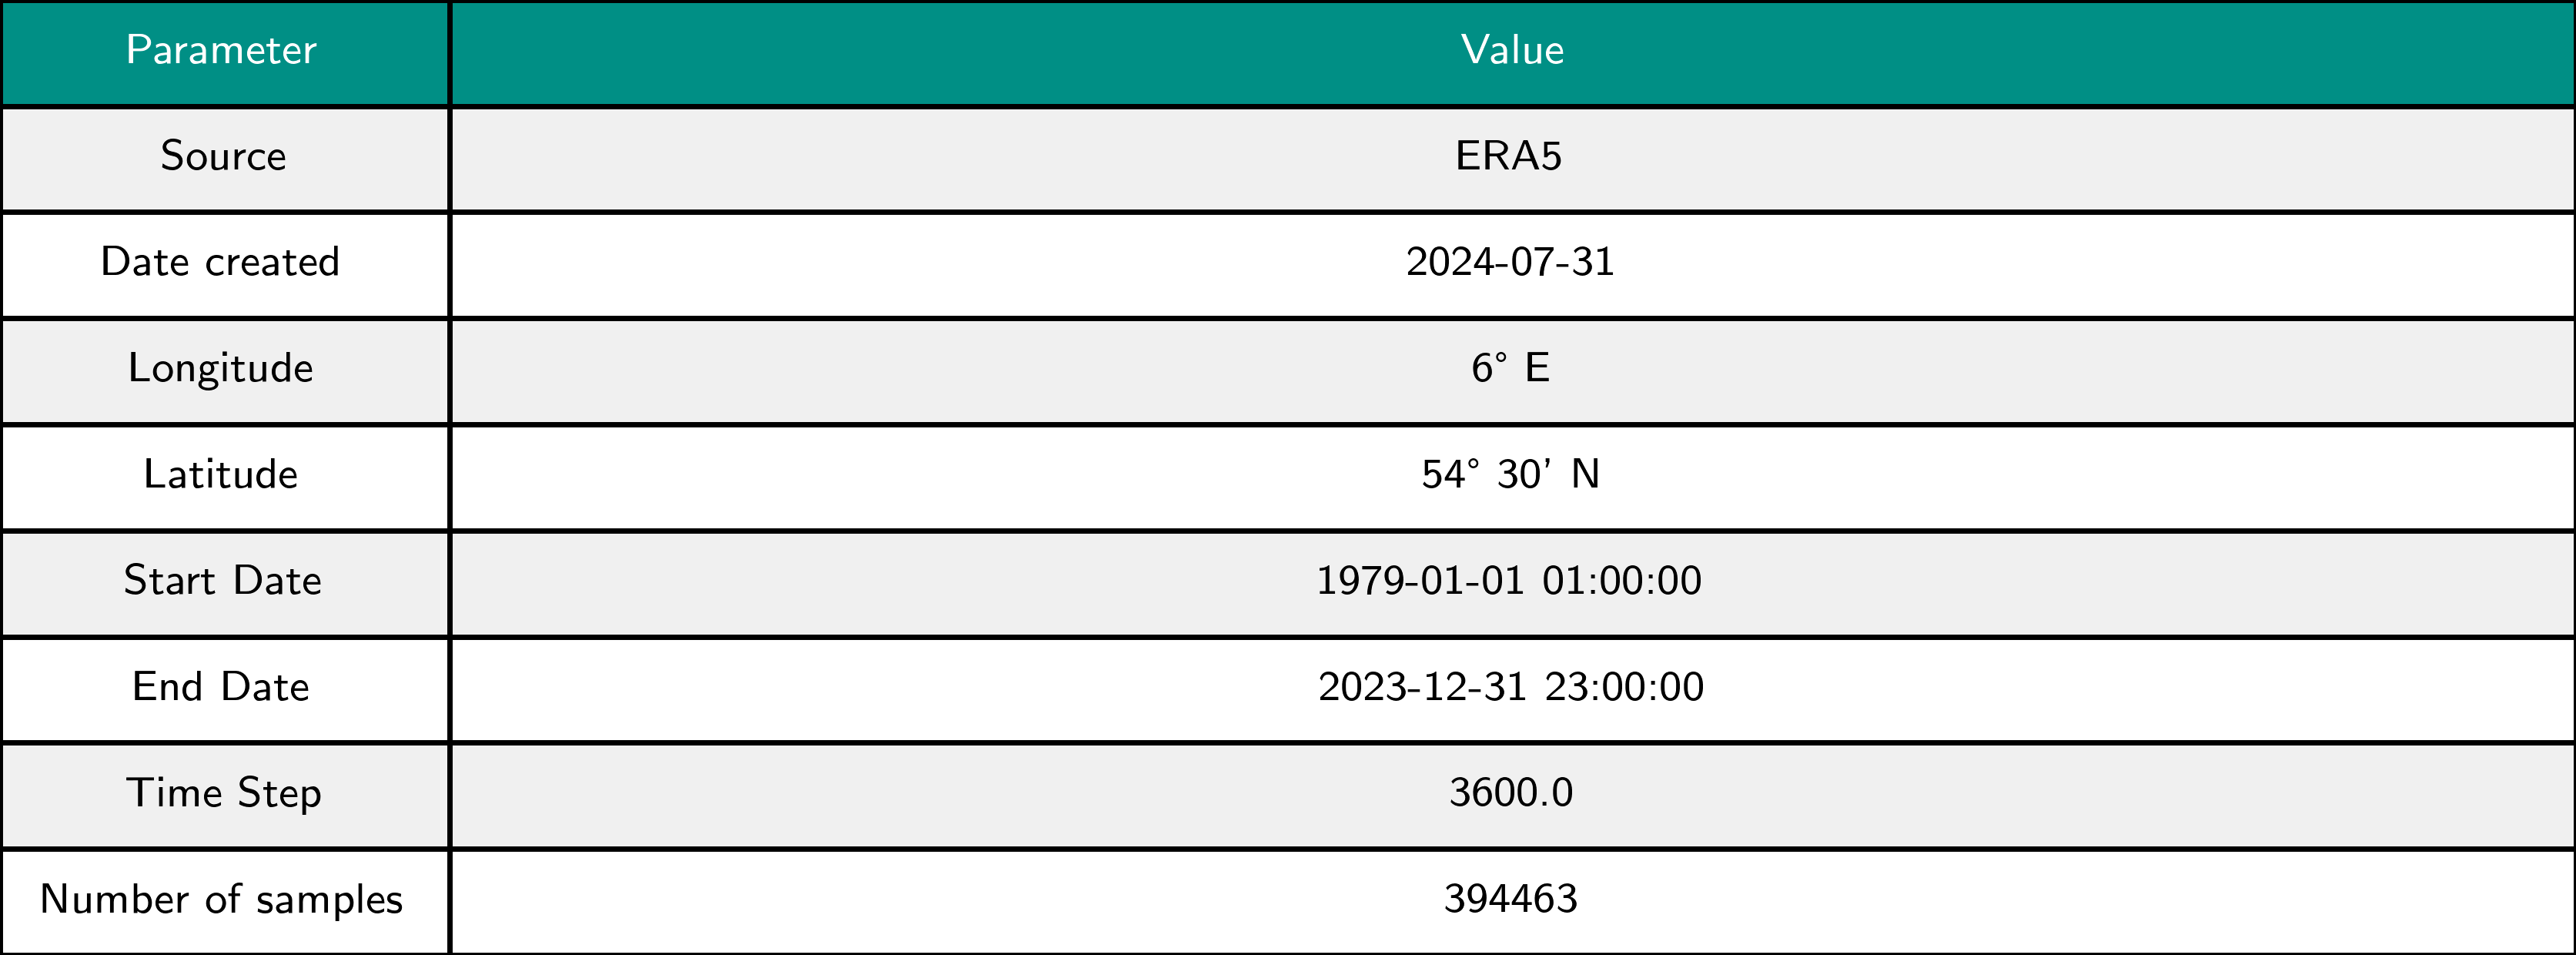 Parameter Value
Source ERA5
Date created 2024-07-31
Longitude 6° E
Latitude 54° 30' N
Start Date 1979-01-01 01:00:00
End Date 2023-12-31 23:00:00
Time Step 3600.0
Number of samples 394463